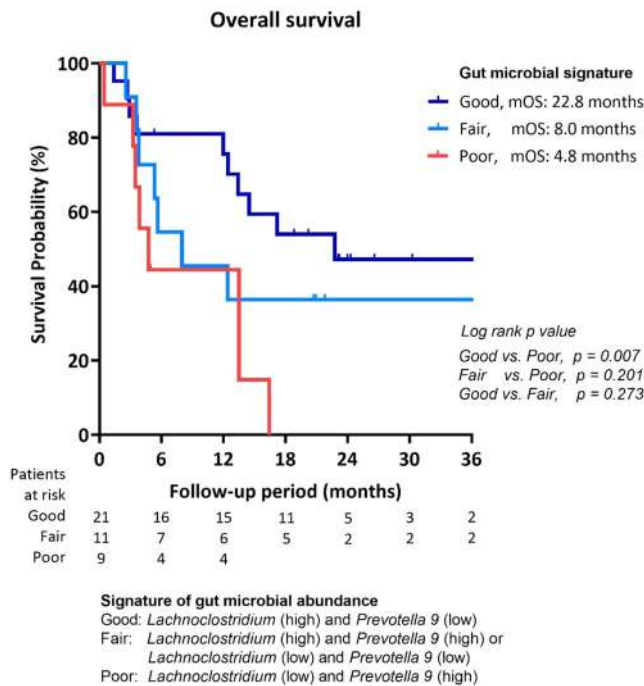 Overall survival
Gut microbial signature
Good, mOS: 22.8 months
Fair, mOS: 8.0 months
Poor, mOS: 4.8 months
Survival Probability (%)
100
80
60
40
20
0
Log rank p value
Good vs. Poor, p = 0.007
Fair vs. Poor, p = 0.201
Good vs. Fair, p = 0.273
0 6 12 18 24 30 36
Follow-up period (months)
Patients
at risk
Good 21 16 15 11 5 3 2
Fair 11 7 6 5 2 2 2
Poor 9 4 4
Signature of gut microbial abundance
Good: Lachnoclostridium (high) and Prevotella 9 (low)
Fair: Lachnoclostridium (high) and Prevotella 9 (high) or
Lachnoclostridium (low) and Prevotella 9 (low)
Poor: Lachnoclostridium (low) and Prevotella 9 (high)